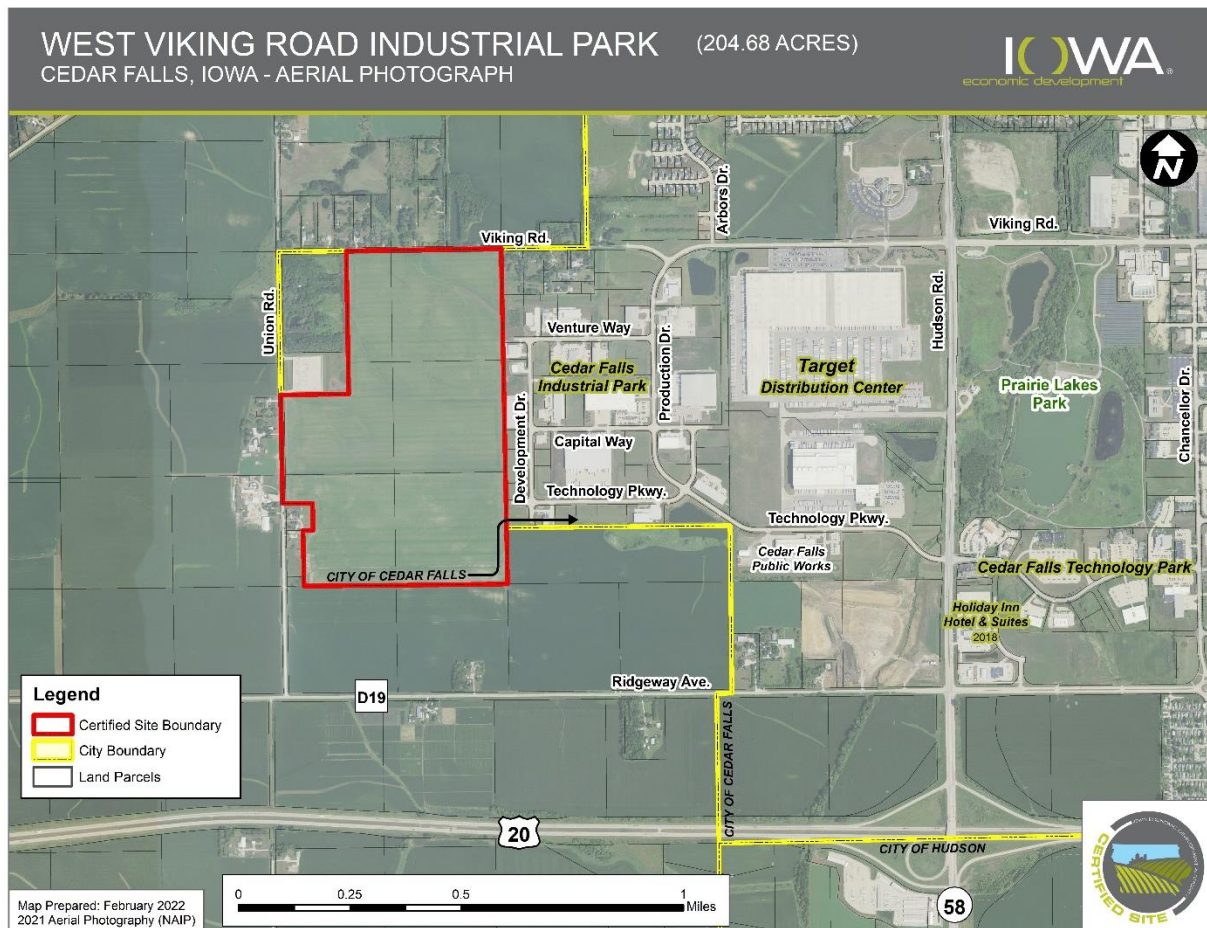 WEST VIKING ROAD INDUSTRIAL PARK (204.68 ACRES)
CEDAR FALLS, IOWA - AERIAL PHOTOGRAPH
IOWA®
economic development
N
Arbors Dr.
Viking Rd.
Viking Rd.
Union Rd.
Hudson Rd.
Venture Way
Production Dr.
Cedar Falls
Industrial Park
Target
Distribution Center
Prairie Lakes
Park
Chancellor Dr.
Development Dr.
Capital Way
Technology Pkwy.
Technology Pkwy.
Cedar Falls
Public Works
Cedar Falls Technology Park
CITY OF CEDAR FALLS
Holiday Inn
Hotel & Suites
2018
Ridgeway Ave.
D19
Legend
Certified Site Boundary
City Boundary
Land Parcels
CITY OF CEDAR FALLS
20
CITY OF HUDSON
58
Map Prepared: February 2022
2021 Aerial Photography (NAIP)
0 0.25 0.5 1
Miles
CERTIFIED SITE